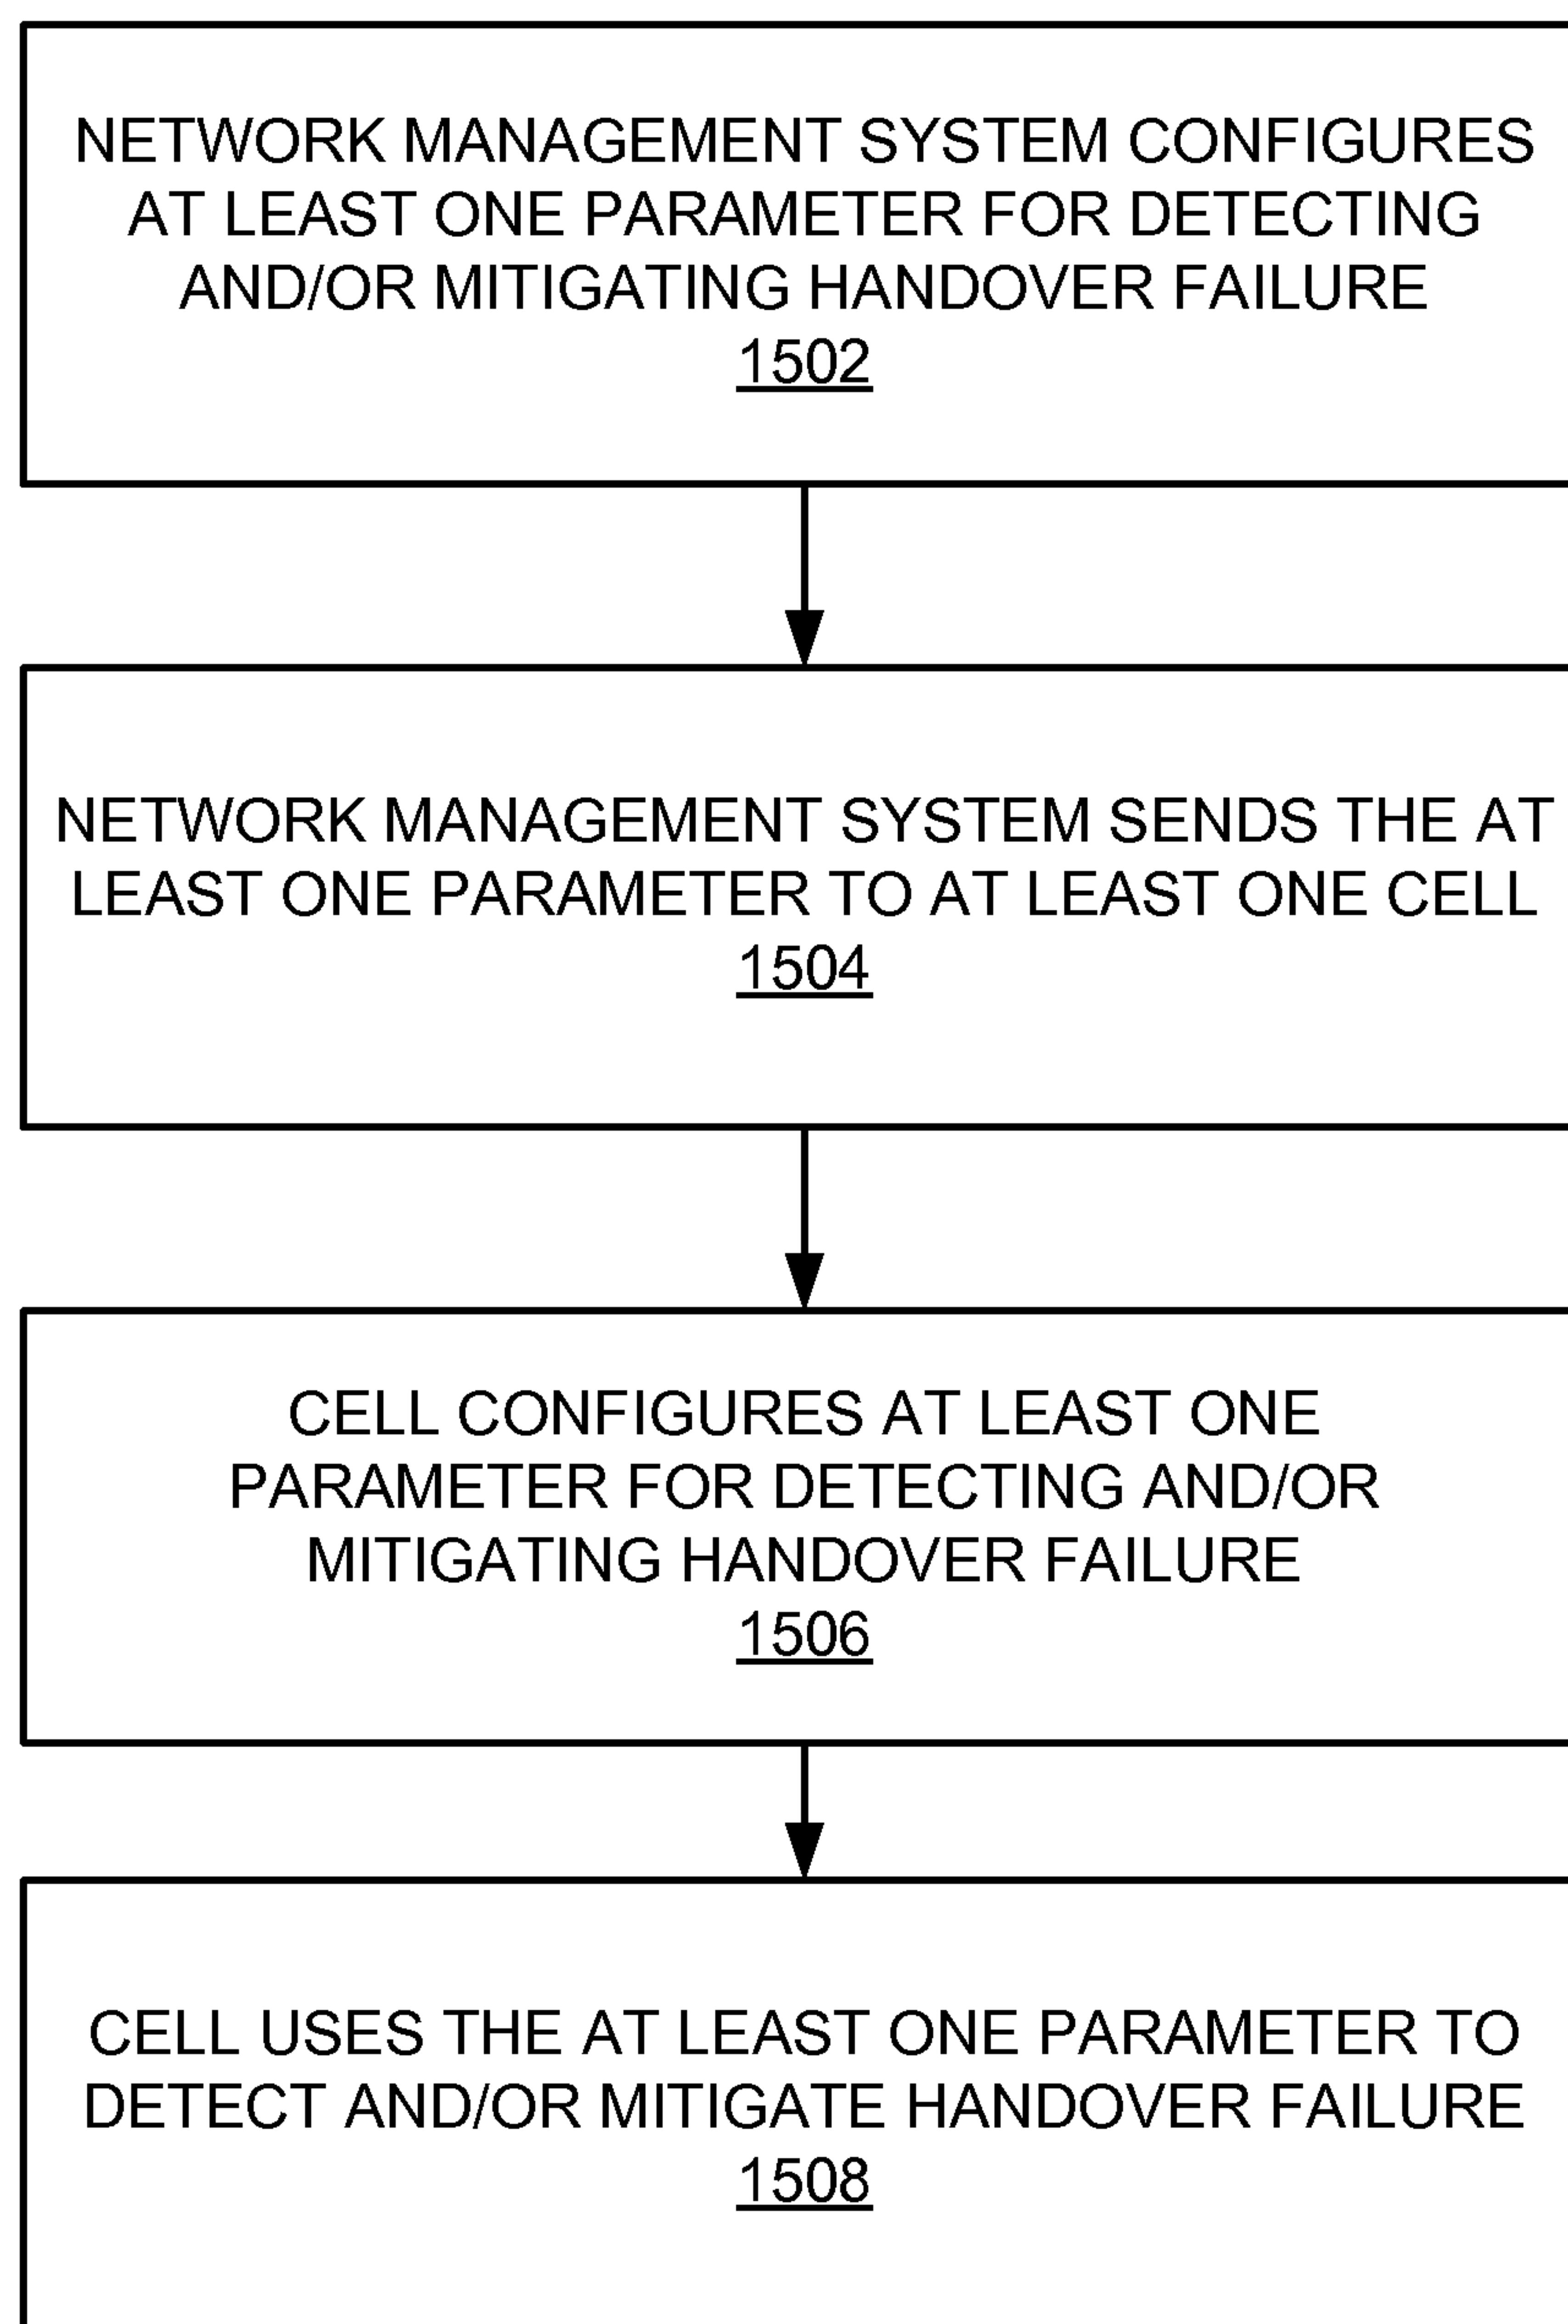 NETWORK MANAGEMENT SYSTEM CONFIGURES
AT LEAST ONE PARAMETER FOR DETECTING
AND/OR MITIGATING HANDOVER FAILURE
1502
NETWORK MANAGEMENT SYSTEM SENDS THE AT
LEAST ONE PARAMETER TO AT LEAST ONE CELL
1504
CELL CONFIGURES AT LEAST ONE
PARAMETER FOR DETECTING AND/OR
MITIGATING HANDOVER FAILURE
1506
CELL USES THE AT LEAST ONE PARAMETER TO
DETECT AND/OR MITIGATE HANDOVER FAILURE
1508